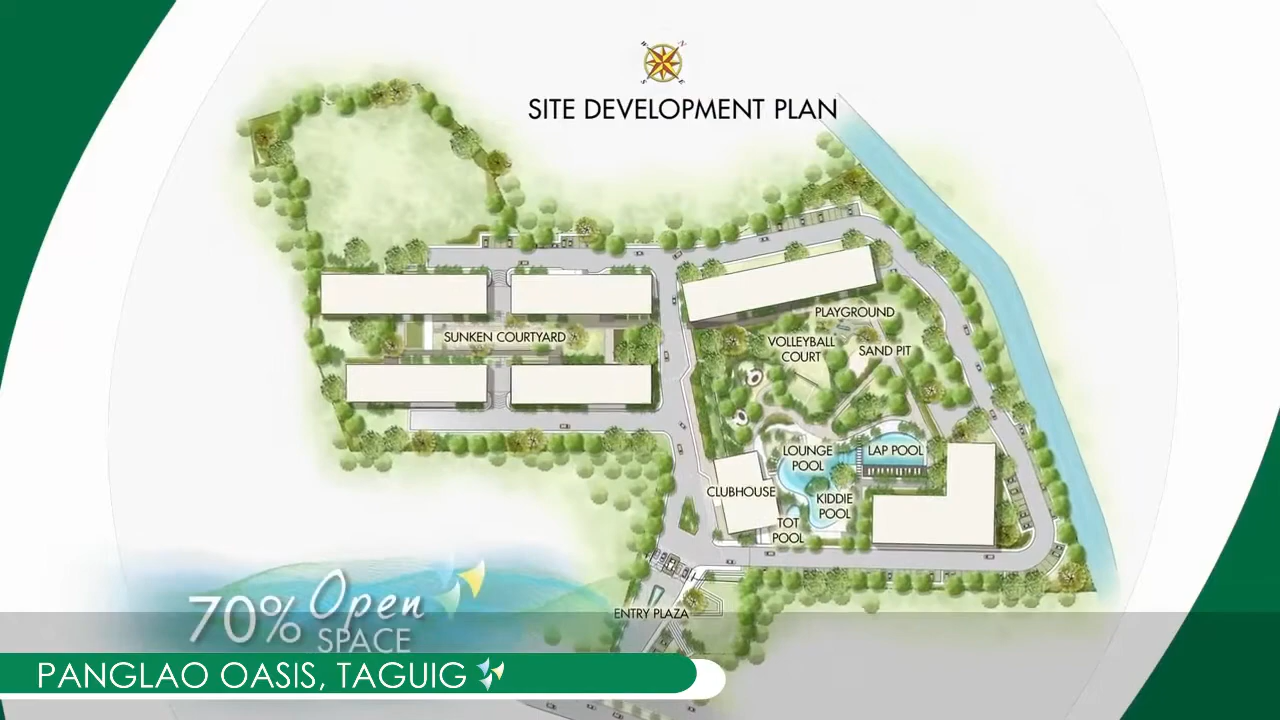 SITE DEVELOPMENT PLAN
PLAYGROUND
VOLLEYBALL
COURT
SAND PIT
SUNKEN COURTYARD
LOUNGE
POOL
LAP POOL
CLUBHOUSE
KIDDIE
POOL
TOT
POOL
ENTRY PLAZA
70% Open
SPACE
PANGLAO OASIS, TAGUIG